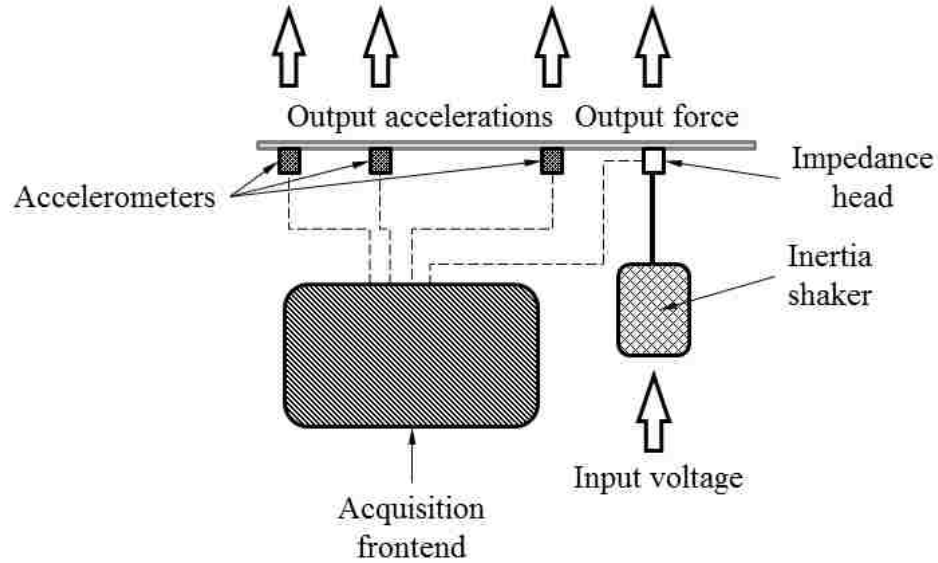 Output accelerations
Output force
Accelerometers
Impedance
head
Inertia
shaker
Input voltage
Acquisition
frontend